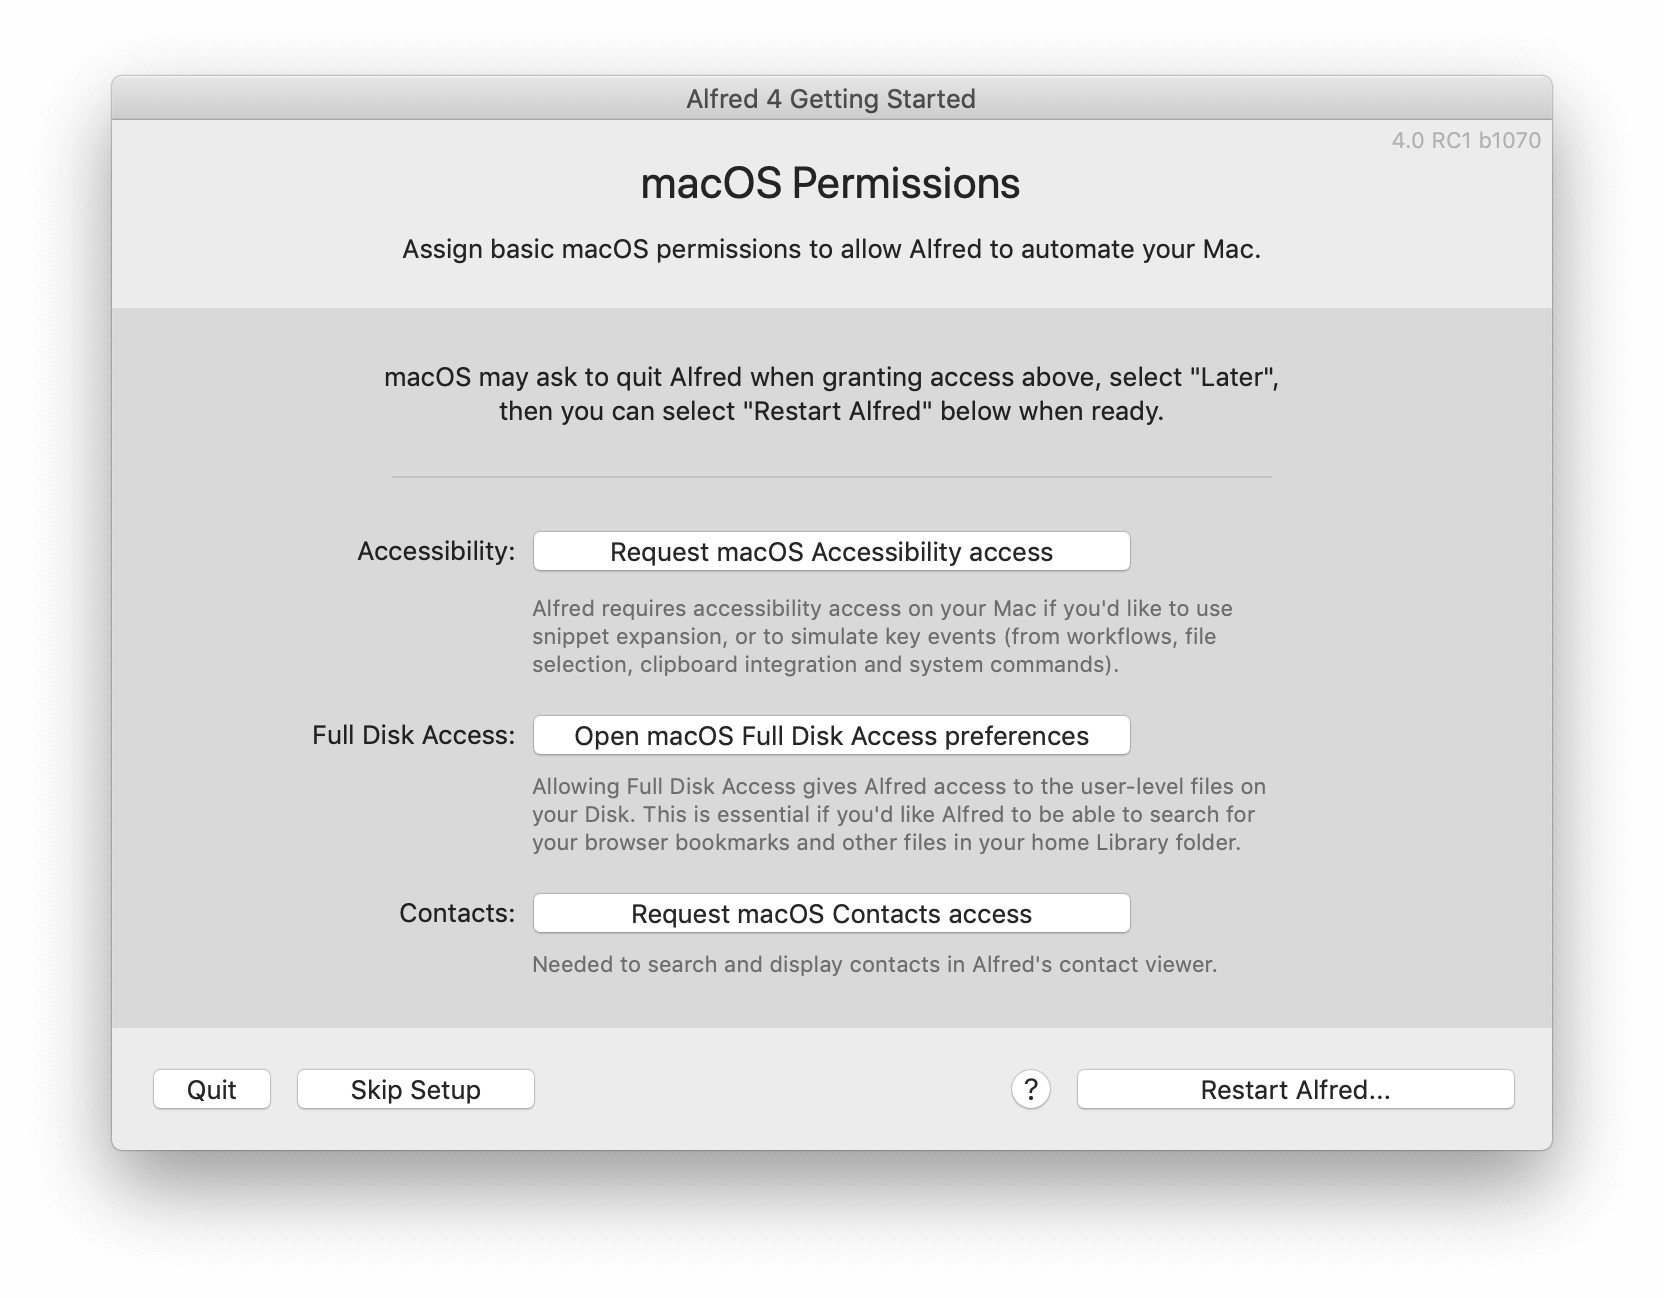 Alfred 4 Getting Started
4.0 RC1 b1070
macOS Permissions
Assign basic macOS permissions to allow Alfred to automate your Mac.
macOS may ask to quit Alfred when granting access above, select "Later",
then you can select "Restart Alfred" below when ready.
Accessibility: Request macOS Accessibility access
Alfred requires accessibility access on your Mac if you'd like to use
snippet expansion, or to simulate key events (from workflows, file
selection, clipboard integration and system commands).
Full Disk Access: Open macOS Full Disk Access preferences
Allowing Full Disk Access gives Alfred access to the user-level files on
your Disk. This is essential if you'd like Alfred to be able to search for
your browser bookmarks and other files in your home Library folder.
Contacts: Request macOS Contacts access
Needed to search and display contacts in Alfred's contact viewer.
Quit Skip Setup ? Restart Alfred...